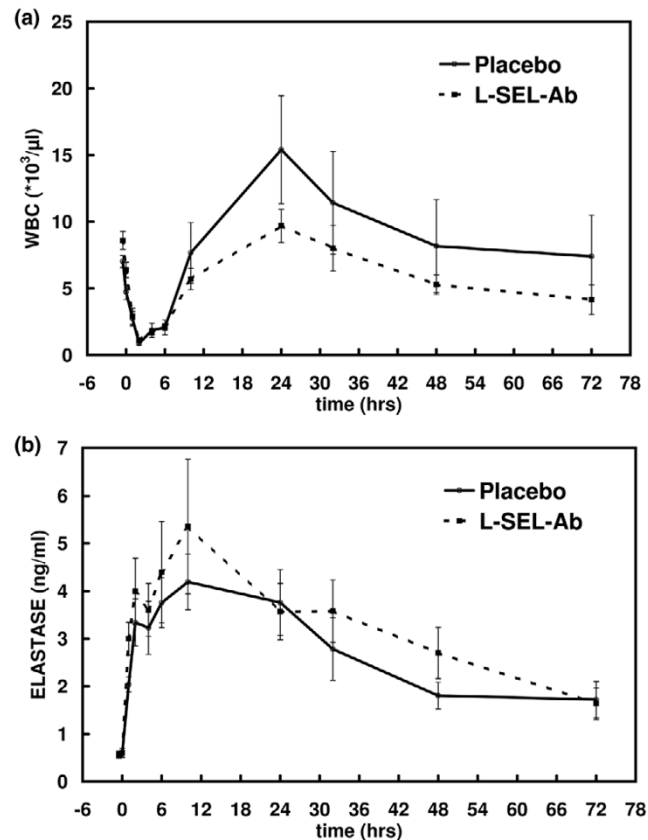 (a)
25
20
15
10
5
0
WBC (*10³/µl)
Placebo
L-SEL-Ab
-6 0 6 12 18 24 30 36 42 48 54 60 66 72 78
time (hrs)
(b)
7
6
5
4
3
2
1
0
ELASTASE (ng/ml)
Placebo
L-SEL-Ab
-6 0 6 12 18 24 30 36 42 48 54 60 66 72 78
time (hrs)